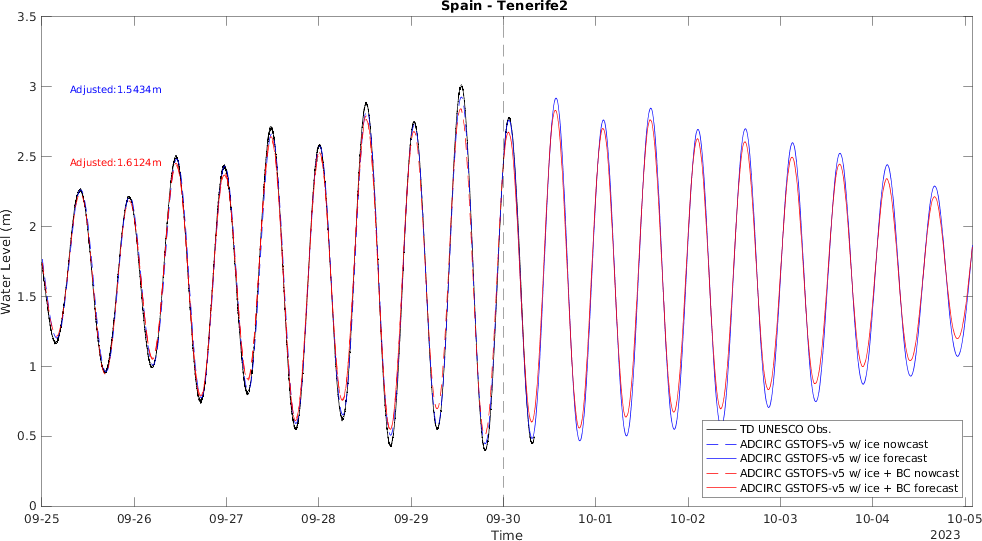 Spain - Tenerife2
3.5
3
2.5
2
1.5
1
0.5
0
Water Level (m)
Adjusted:1.5434m
Adjusted:1.6124m
TD UNESCO Obs.
ADCIRC GSTOFS-v5 w/ ice nowcast
ADCIRC GSTOFS-v5 w/ ice forecast
ADCIRC GSTOFS-v5 w/ ice + BC nowcast
ADCIRC GSTOFS-v5 w/ ice + BC forecast
09-25 09-26 09-27 09-28 09-29 09-30 10-01 10-02 10-03 10-04 10-05
Time
2023